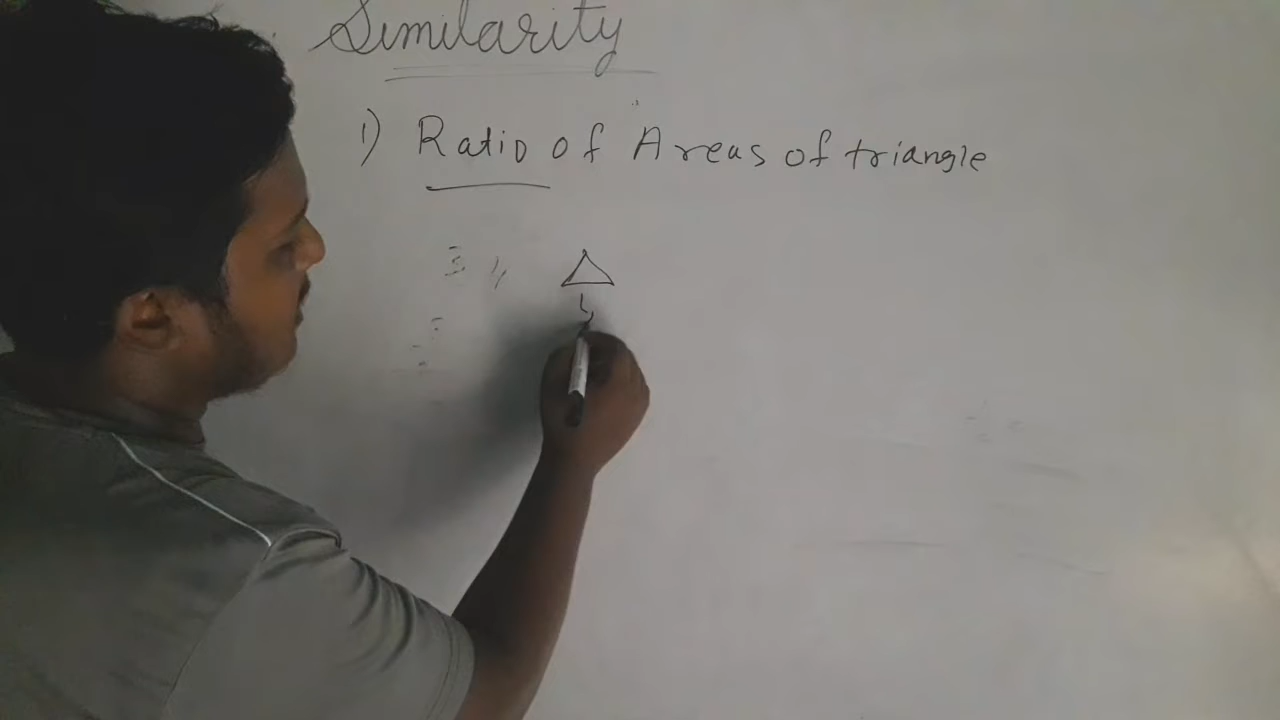 Similarity
1) Ratio of Areas of triangle